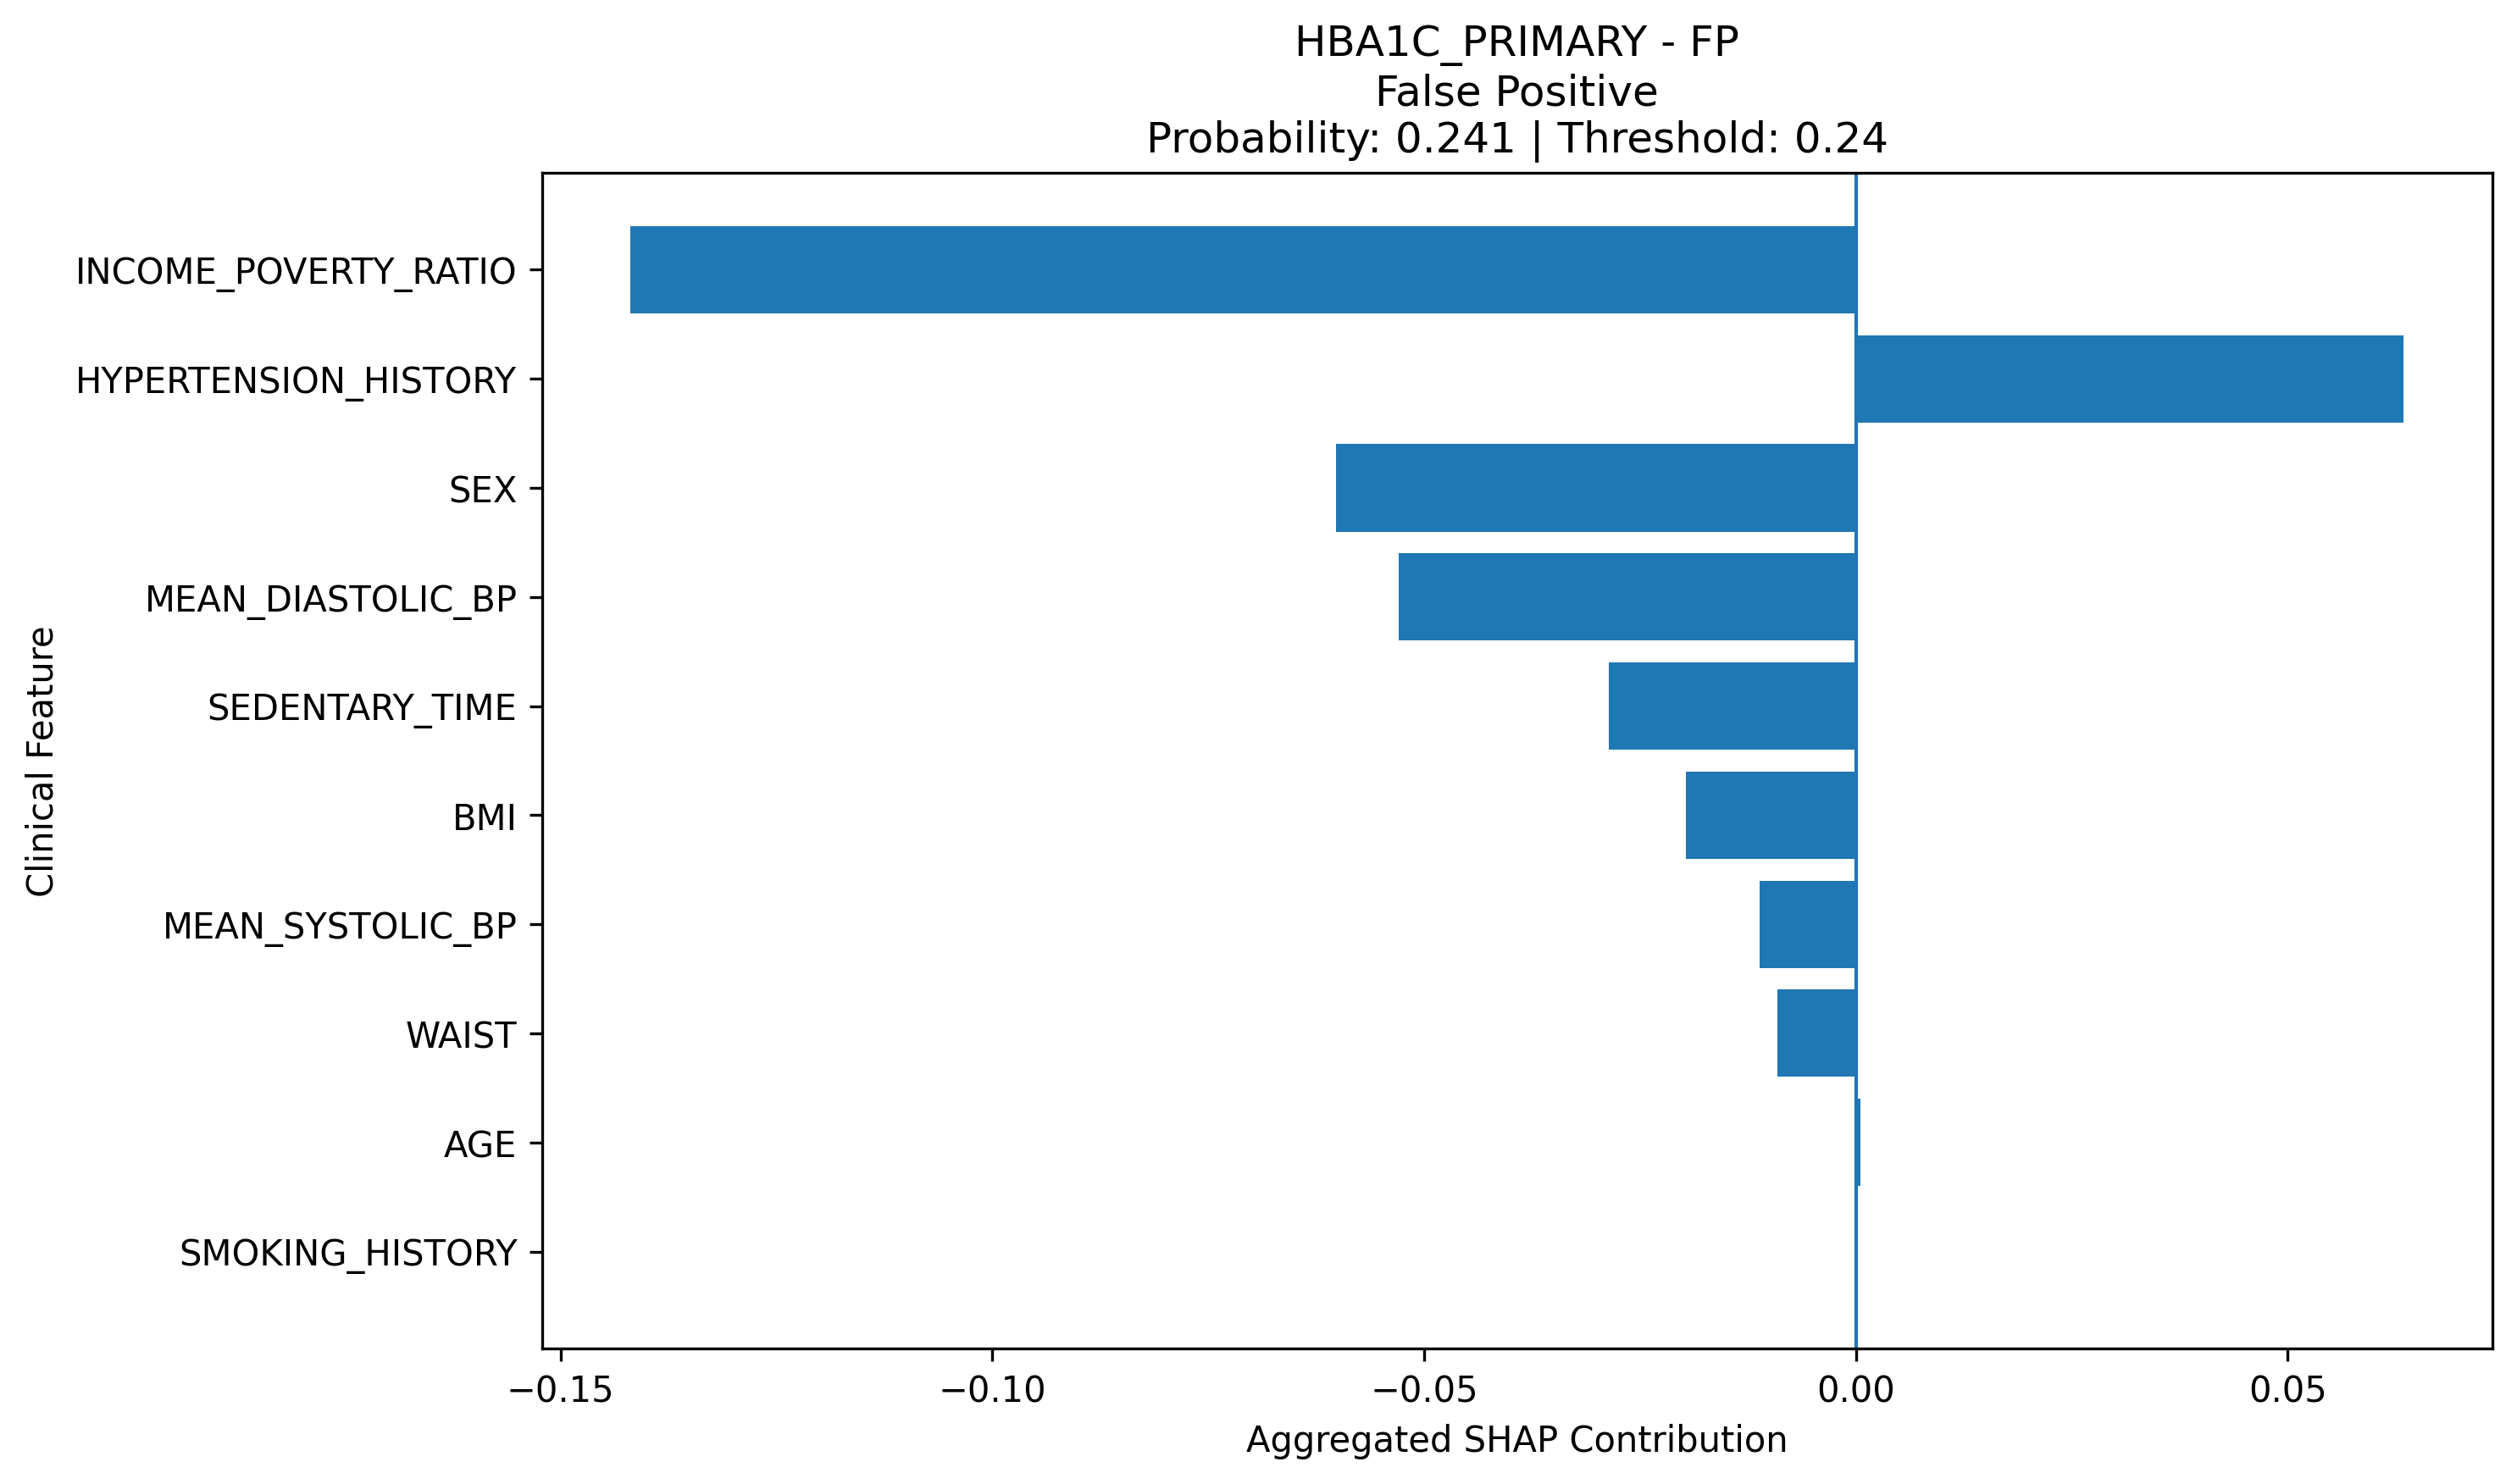 HBA1C_PRIMARY - FP
False Positive
Probability: 0.241 | Threshold: 0.24
Clinical Feature
INCOME_POVERTY_RATIO
HYPERTENSION_HISTORY
SEX
MEAN_DIASTOLIC_BP
SEDENTARY_TIME
BMI
MEAN_SYSTOLIC_BP
WAIST
AGE
SMOKING_HISTORY
−0.15 −0.10 −0.05 0.00 0.05
Aggregated SHAP Contribution